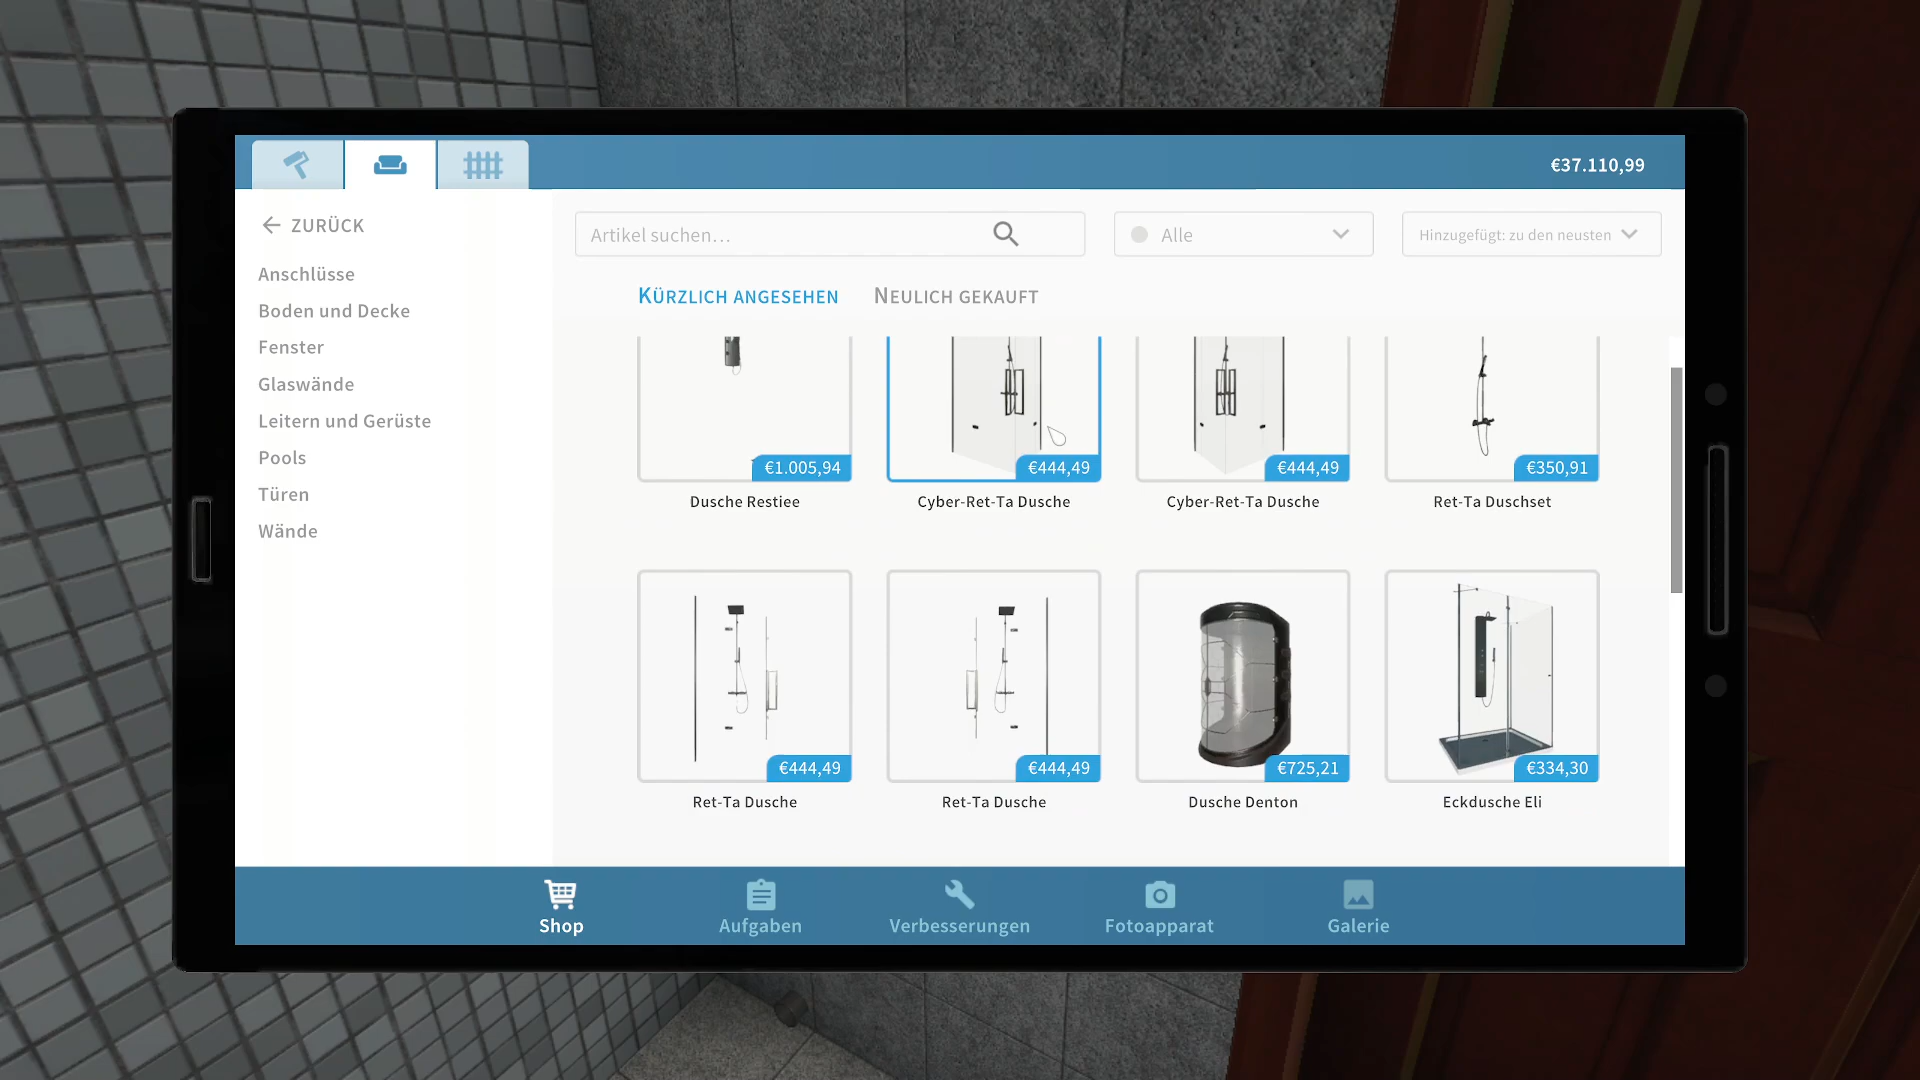 €37.110,99
ZURÜCK
Anschlüsse
Boden und Decke
Fenster
Glaswände
Leitern und Gerüste
Pools
Türen
Wände
Artikel suchen...
Alle
Hinzugefügt: zu den neusten
KÜRZLICH ANGESEHEN
NEULICH GEKAUFT
€1.005,94
€444,49
€444,49
€350,91
Dusche Restiee
Cyber-Ret-Ta Dusche
Cyber-Ret-Ta Dusche
Ret-Ta Duschset
€444,49
€444,49
€725,21
€334,30
Ret-Ta Dusche
Ret-Ta Dusche
Dusche Denton
Eckdusche Eli
Shop
Aufgaben
Verbesserungen
Fotoapparat
Galerie